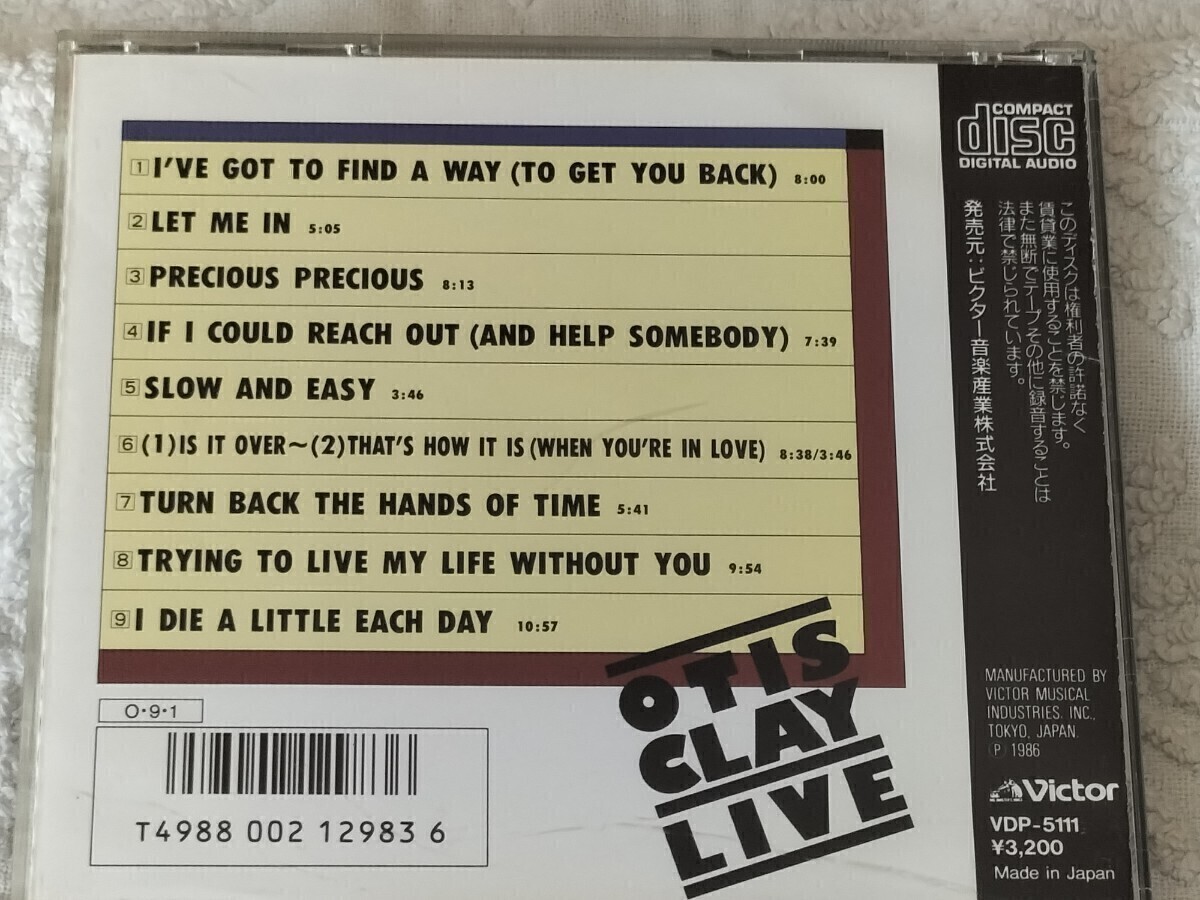 1 I'VE GOT TO FIND A WAY (TO GET YOU BACK) 8:00
2 LET ME IN 5:05
3 PRECIOUS PRECIOUS 8:13
4 IF I COULD REACH OUT (AND HELP SOMEBODY) 7:39
5 SLOW AND EASY 3:46
6 (1)IS IT OVER~(2)THAT'S HOW IT IS (WHEN YOU'RE IN LOVE) 8:38/3:46
7 TURN BACK THE HANDS OF TIME 5:41
8 TRYING TO LIVE MY LIFE WITHOUT YOU 9:54
9 I DIE A LITTLE EACH DAY 10:57
OTIS
CLAY
LIVE
O·9·1
T4988 002 12983 6
COMPACT
disc
DIGITAL AUDIO
このディスクは権利者の許諾なく
賃貸業に使用することを禁じます。
また無断でテープその他に録音することは
法律で禁じられています。
発売元:ビクター音楽産業株式会社
MANUFACTURED BY
VICTOR MUSICAL
INDUSTRIES. INC.,
TOKYO, JAPAN.
Ⓟ 1986
Victor
VDP-5111
¥3,200
Made in Japan